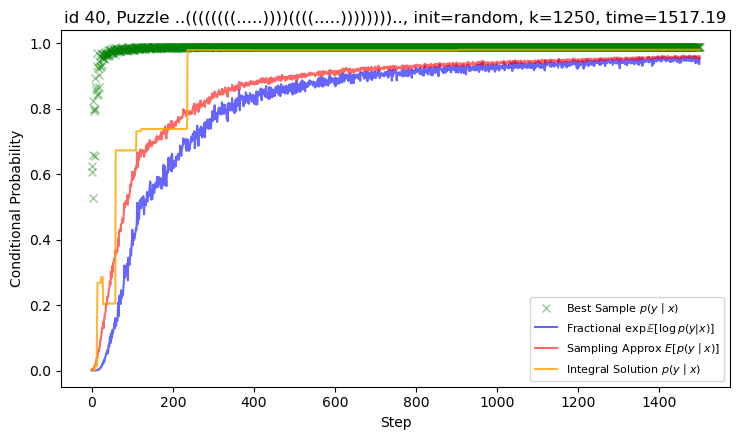 id 40, Puzzle ..((((((((.....))))((((.....)))))))).., init=random, k=1250, time=1517.19
Conditional Probability
1.0
0.8
0.6
0.4
0.2
0.0
Best Sample p(y | x)
Fractional exp𝔼[log p(y|x)]
Sampling Approx E[p(y | x)]
Integral Solution p(y | x)
0 200 400 600 800 1000 1200 1400
Step